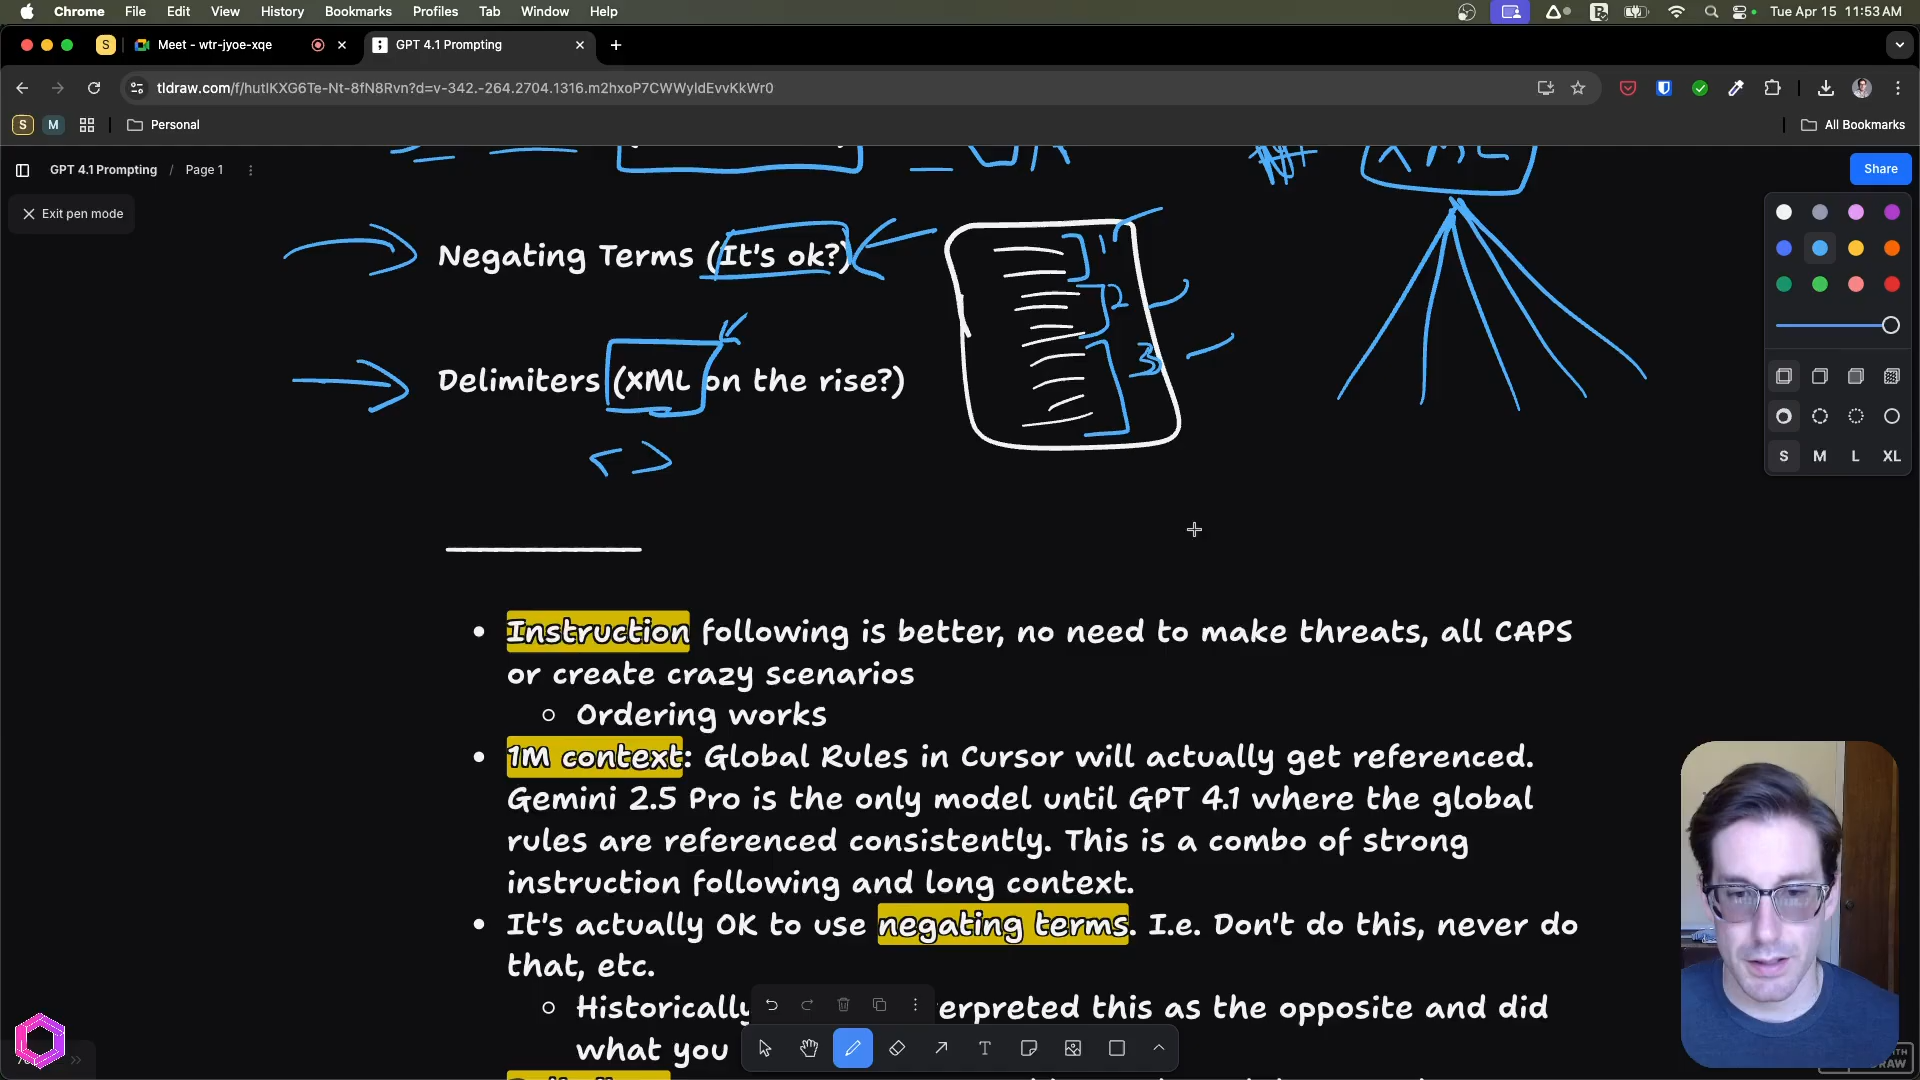 Chrome File Edit View History Bookmarks Profiles Tab Window Help Tue Apr 15 11:53 AM
S Meet - wtr-jyoe-xqe GPT 4.1 Prompting
tldraw.com/f/hutIKXG6Te-Nt-8fN8Rvn?d=v-342.-264.2704.1316.m2hxoP7CWWyIdEvvKkWr0
S M Personal All Bookmarks
GPT 4.1 Prompting / Page 1 Share
Exit pen mode
XML
Negating Terms (It's ok?)
1
2
3
Delimiters (XML on the rise?)
< >
S M L XL
• Instruction following is better, no need to make threats, all CAPS
or create crazy scenarios
○ Ordering works
• 1M context: Global Rules in Cursor will actually get referenced.
Gemini 2.5 Pro is the only model until GPT 4.1 where the global
rules are referenced consistently. This is a combo of strong
instruction following and long context.
• It's actually OK to use negating terms. I.e. Don't do this, never do
that, etc.
○ Historically erpreted this as the opposite and did
what you